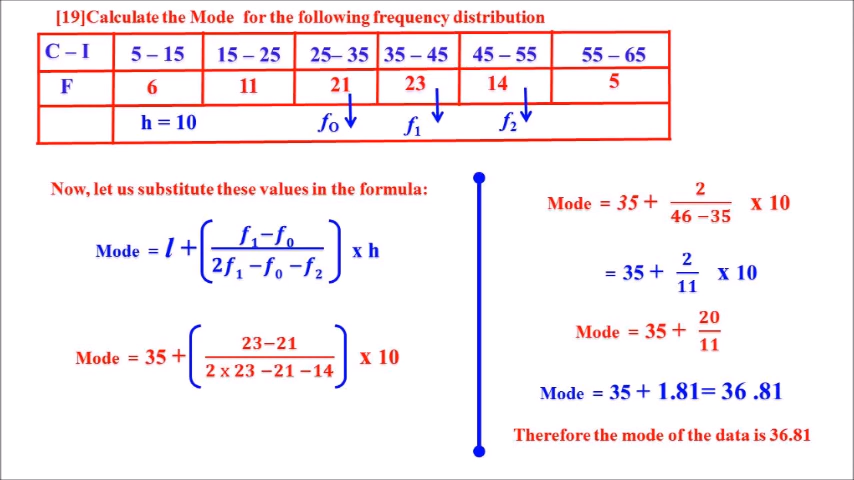 [19]Calculate the Mode for the following frequency distribution
C – I 5 – 15 15 – 25 25– 35 35 – 45 45 – 55 55 – 65
F 6 11 21 23 14 5
h = 10 f₀ f₁ f₂
Now, let us substitute these values in the formula:
Mode = l + ( (f₁−f₀) / (2f₁ −f₀ −f₂) ) x h
Mode = 35 + ( (23−21) / (2 x 23 −21 −14) ) x 10
Mode = 35 + 2 / (46 −35) x 10
= 35 + 2 / 11 x 10
Mode = 35 + 20 / 11
Mode = 35 + 1.81= 36 .81
Therefore the mode of the data is 36.81